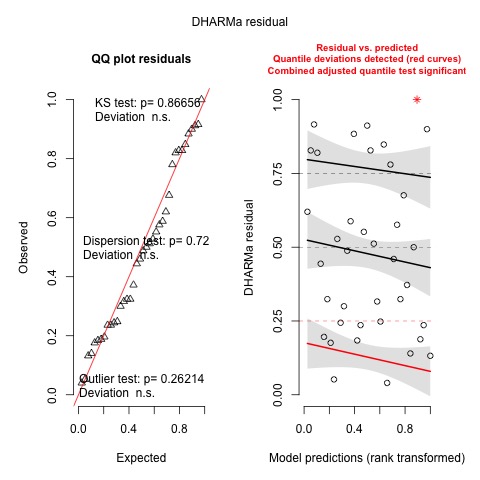 DHARMa residual
QQ plot residuals
KS test: p= 0.86656
Deviation n.s.
Dispersion test: p= 0.72
Deviation n.s.
Outlier test: p= 0.26214
Deviation n.s.
Observed
0.0 0.2 0.4 0.6 0.8 1.0
0.0 0.4 0.8
Expected
Residual vs. predicted
Quantile deviations detected (red curves)
Combined adjusted quantile test significant
DHARMa residual
0.00 0.25 0.50 0.75 1.00
0.0 0.4 0.8
Model predictions (rank transformed)